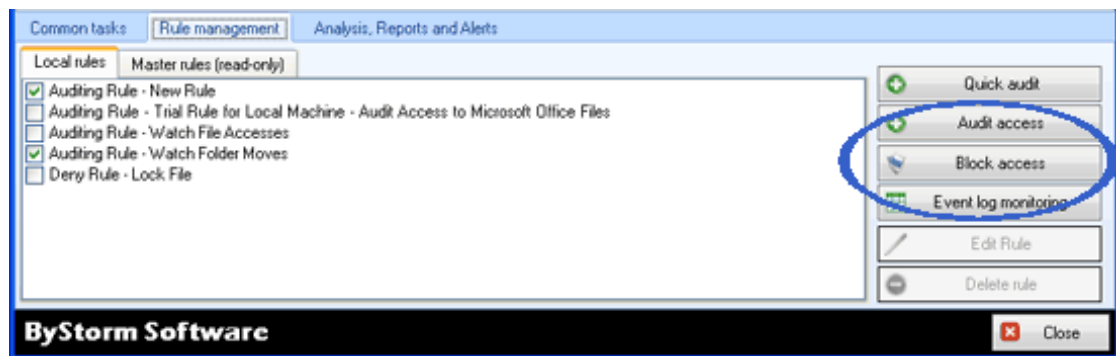 Common tasks Rule management Analysis, Reports and Alerts
Local rules Master rules (read-only)
Auditing Rule - New Rule
Auditing Rule - Trial Rule for Local Machine - Audit Access to Microsoft Office Files
Auditing Rule - Watch File Accesses
Auditing Rule - Watch Folder Moves
Deny Rule - Lock File
Quick audit
Audit access
Block access
Event log monitoring
Edit Rule
Delete rule
ByStorm Software
Close